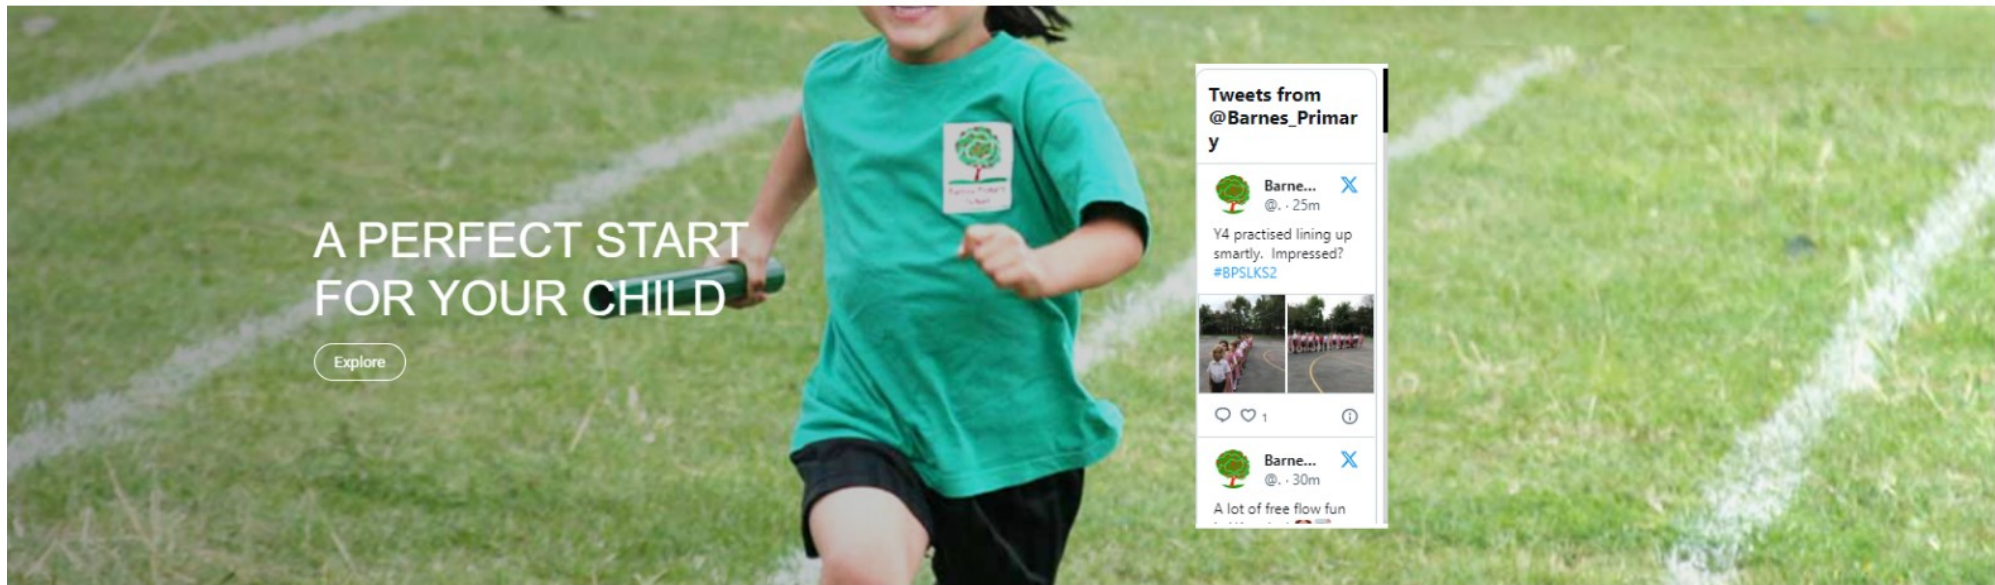 A PERFECT START
FOR YOUR CHILD
Explore
Tweets from
@Barnes_Primar
y
Barne...
@. · 25m
Y4 practised lining up
smartly. Impressed?
#BPSLKS2
1
Barne...
@. · 30m
A lot of free flow fun